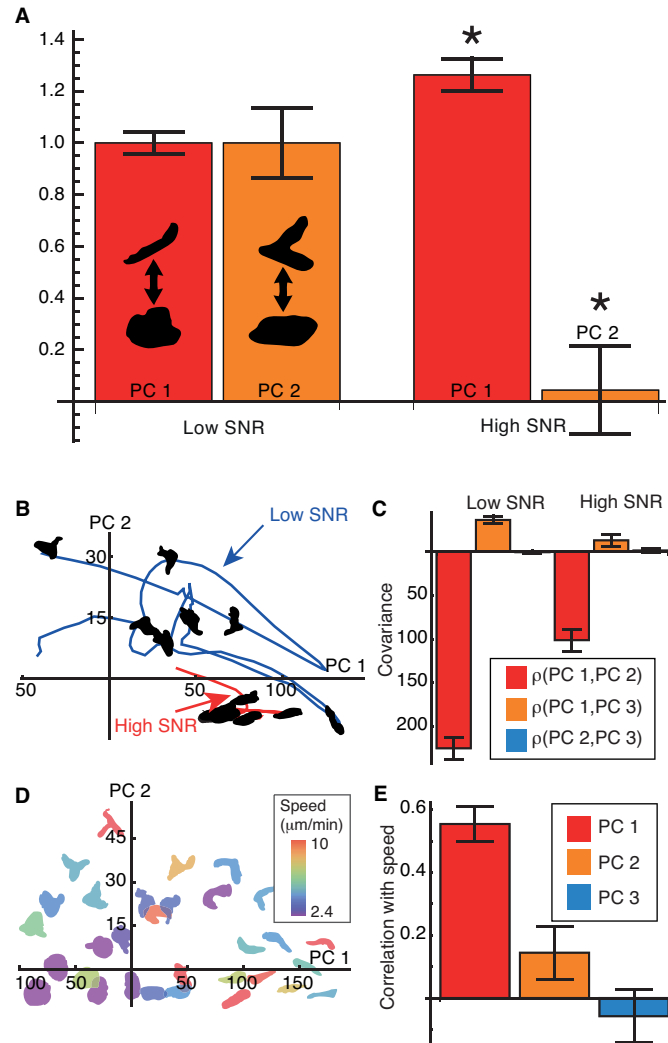 A
1.4
1.2
1.0
0.8
0.6
0.4
0.2
PC 1
PC 2
PC 1
PC 2
*
*
Low SNR
High SNR
B
PC 2
Low SNR
30
15
PC 1
50
50
100
High SNR
C
Low SNR
High SNR
Covariance
50
100
150
200
ρ(PC 1,PC 2)
ρ(PC 1,PC 3)
ρ(PC 2,PC 3)
D
PC 2
Speed
(μm/min)
10
2.4
45
30
15
PC 1
100
50
50
100
150
E
Correlation with speed
0.6
0.2
0
PC 1
PC 2
PC 3